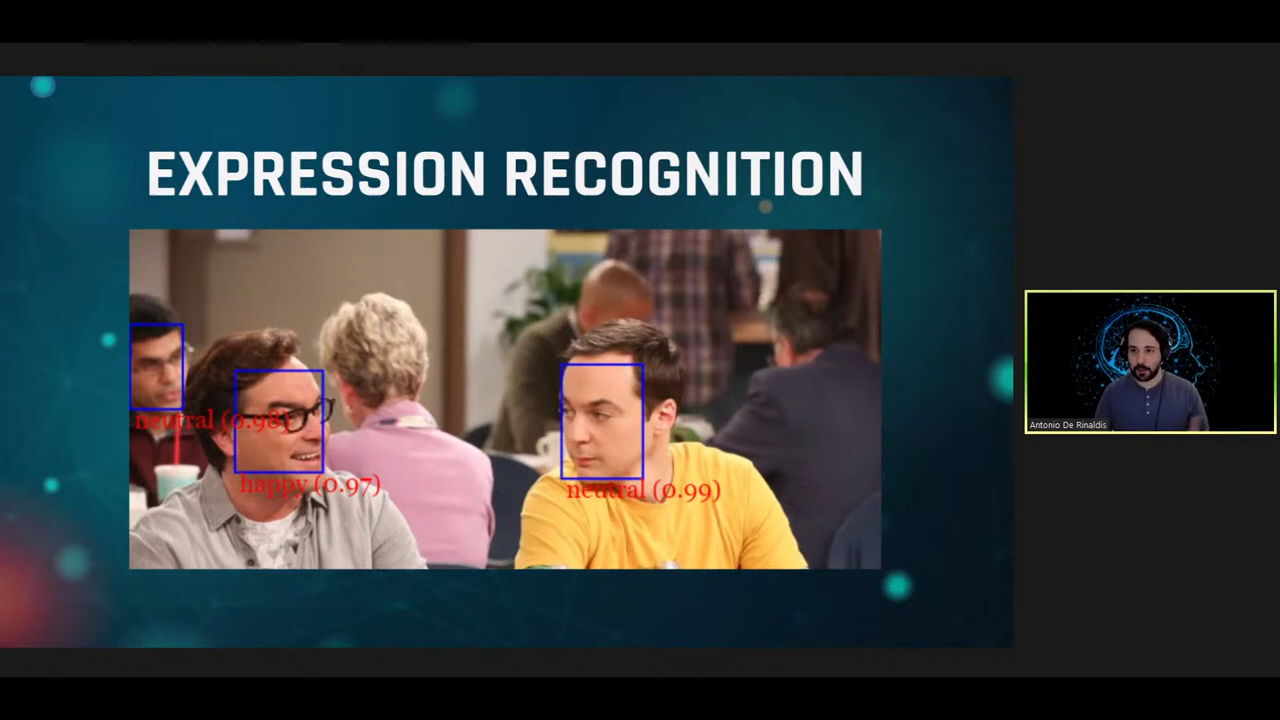 EXPRESSION RECOGNITION
neutral (0.98)
happy (0.97)
neutral (0.99)
Antonio De Rinaldis